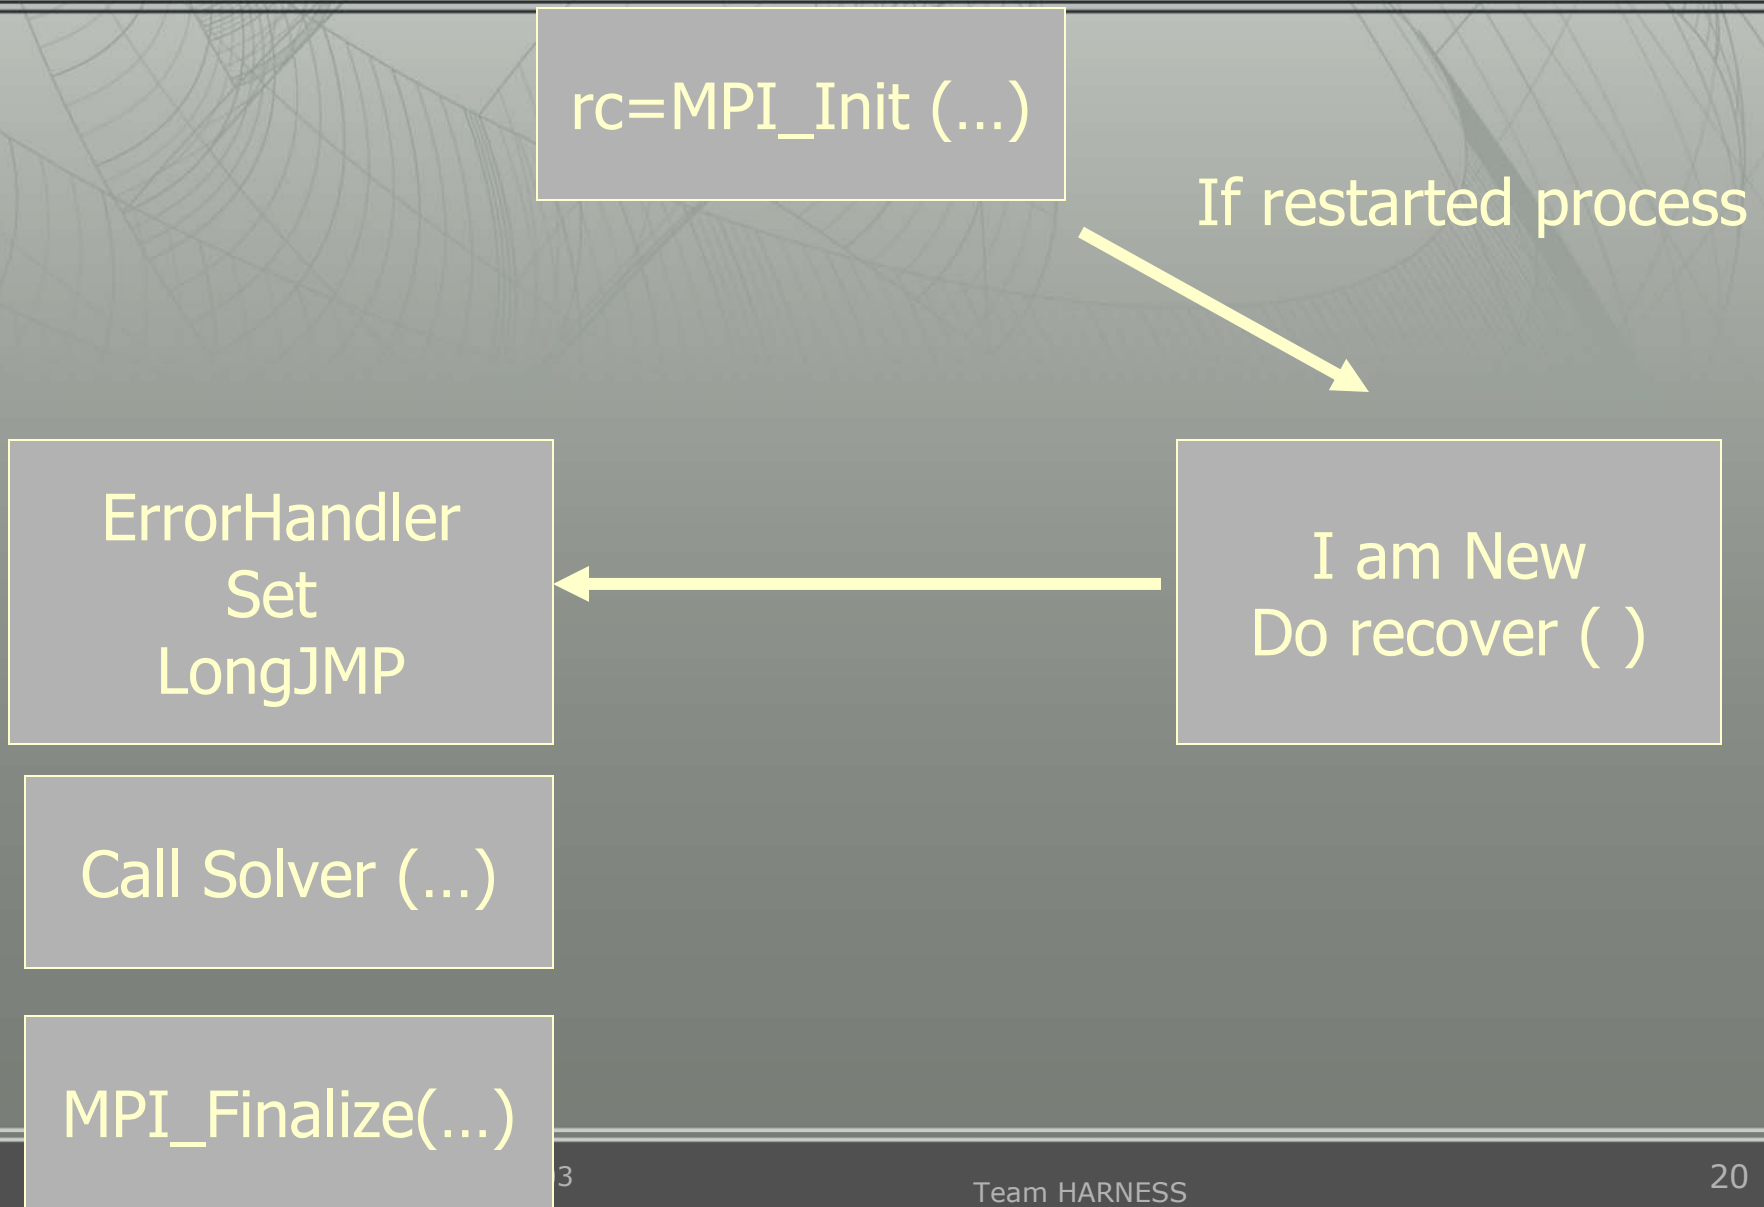 rc=MPI_Init (…)
If restarted process
ErrorHandler
Set
LongJMP
I am New
Do recover ( )
Call Solver (…)
MPI_Finalize(…)
3
Team HARNESS
20